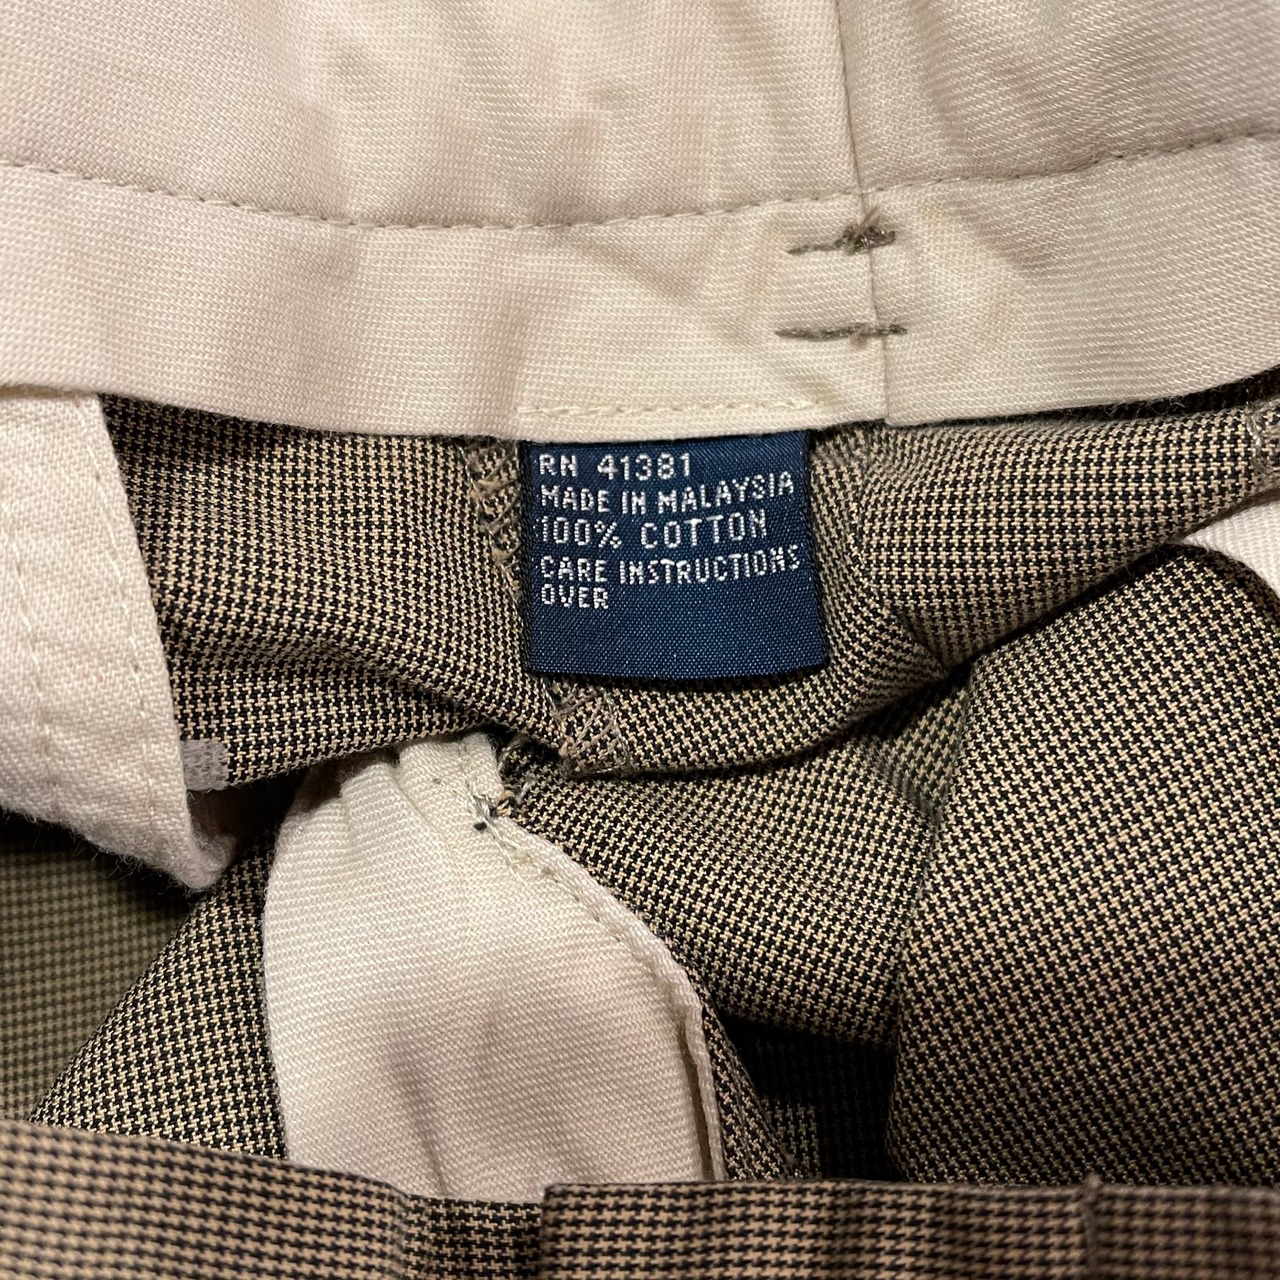 RN 41381
MADE IN MALAYSIA
100% COTTON
CARE INSTRUCTIONS
OVER